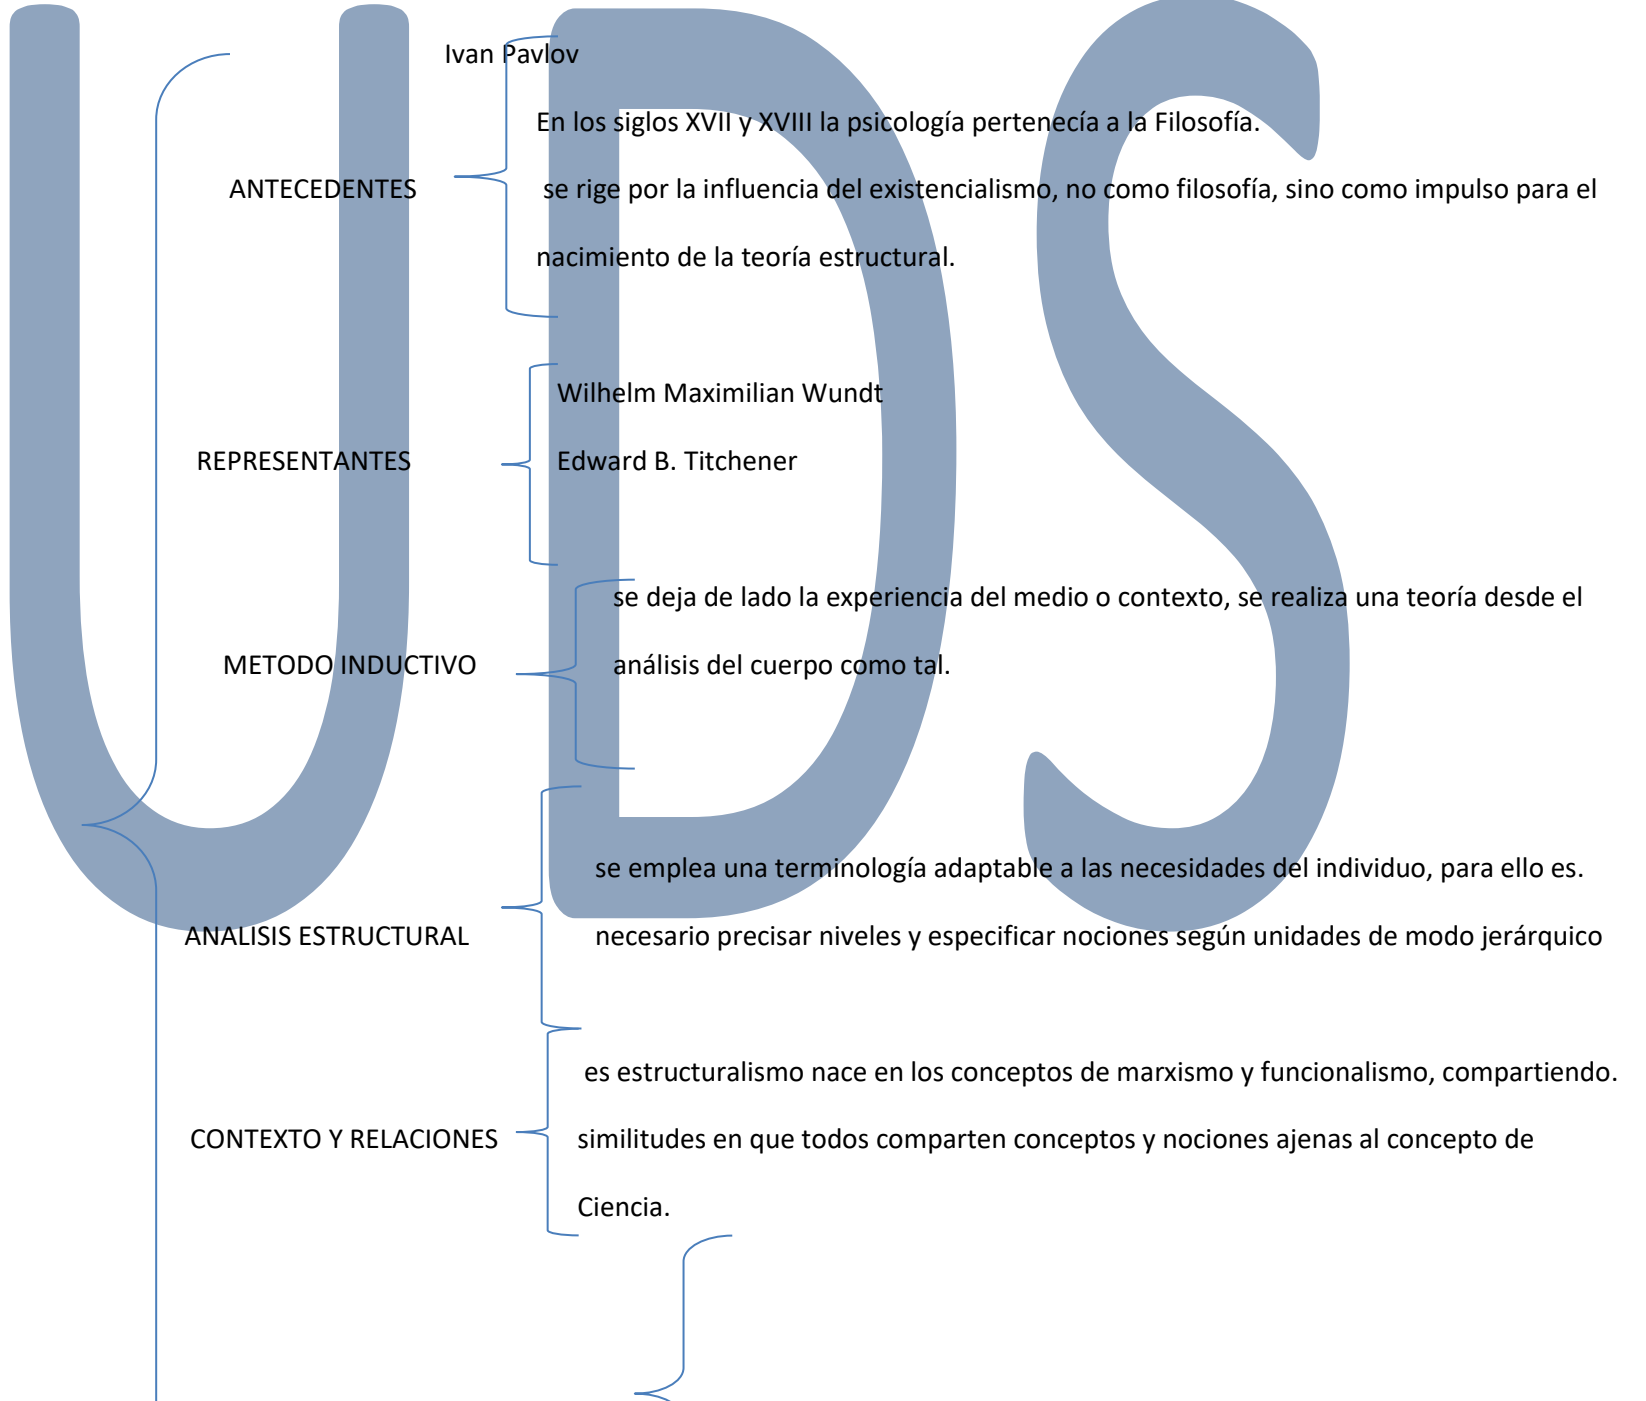 UDS
Ivan Pavlov
En los siglos XVII y XVIII la psicología pertenecía a la Filosofía.
ANTECEDENTES se rige por la influencia del existencialismo, no como filosofía, sino como impulso para el
nacimiento de la teoría estructural.
Wilhelm Maximilian Wundt
REPRESENTANTES Edward B. Titchener
se deja de lado la experiencia del medio o contexto, se realiza una teoría desde el
METODO INDUCTIVO análisis del cuerpo como tal.
se emplea una terminología adaptable a las necesidades del individuo, para ello es.
ANALISIS ESTRUCTURAL necesario precisar niveles y especificar nociones según unidades de modo jerárquico
es estructuralismo nace en los conceptos de marxismo y funcionalismo, compartiendo.
CONTEXTO Y RELACIONES similitudes en que todos comparten conceptos y nociones ajenas al concepto de
Ciencia.